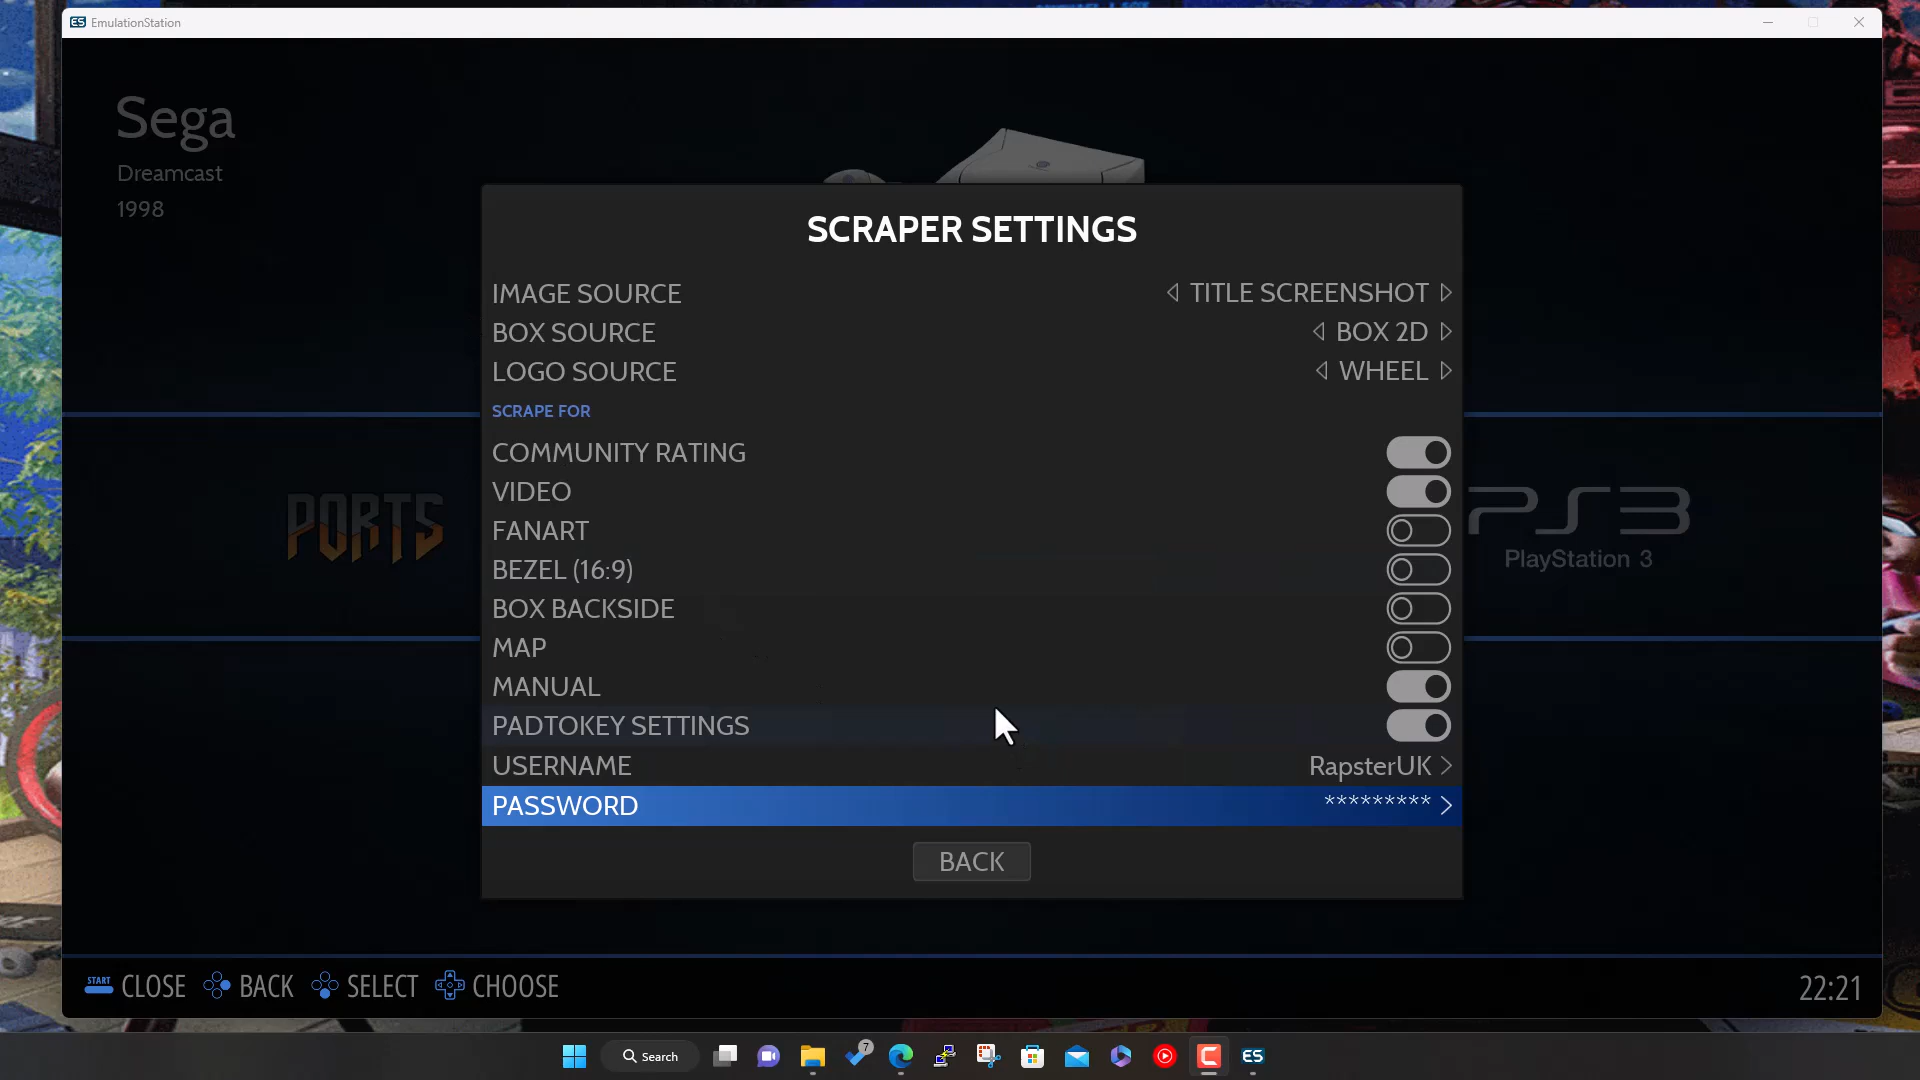 EmulationStation
Sega
Dreamcast
1998
SCRAPER SETTINGS
IMAGE SOURCE TITLE SCREENSHOT
BOX SOURCE BOX 2D
LOGO SOURCE WHEEL
SCRAPE FOR
COMMUNITY RATING
VIDEO
FANART
BEZEL (16:9)
BOX BACKSIDE
MAP
MANUAL
PADTOKEY SETTINGS
USERNAME RapsterUK >
PASSWORD ********* >
BACK
PORTS
PS3
PlayStation 3
START CLOSE BACK SELECT CHOOSE
22:21
Search
7
ES